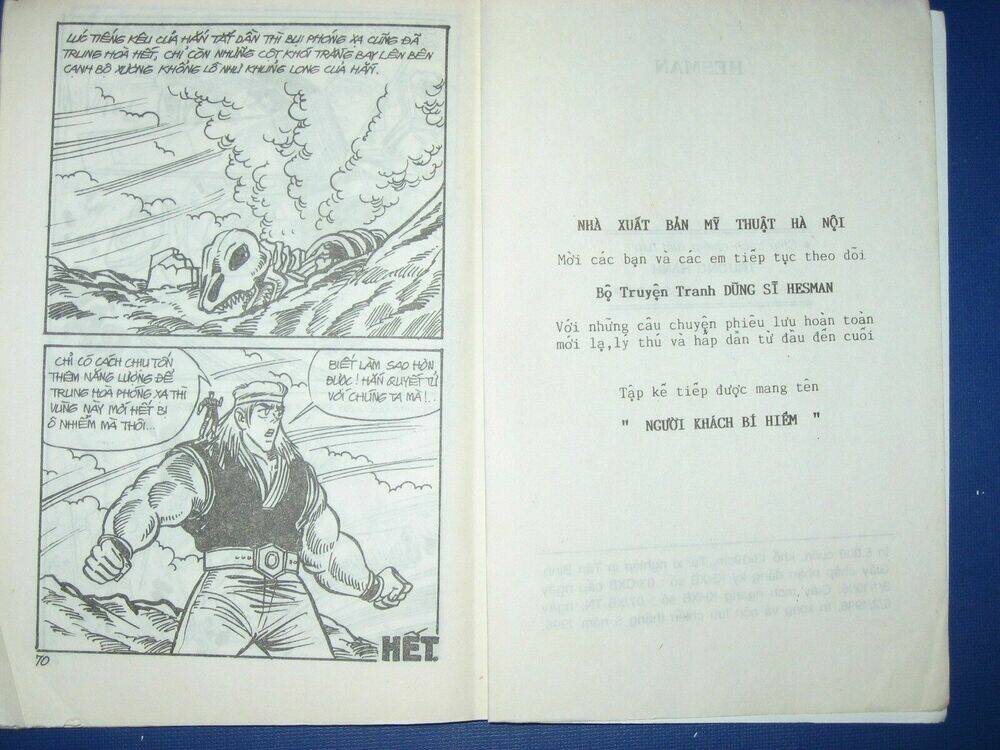 LÚC TIẾNG KÊU CỦA HẮN TẮT DẦN THÌ BỤI PHÓNG XẠ CŨNG ĐÃ
TRUNG HOÀ HẾT, CHỈ CÒN NHỮNG CỘT KHÓI TRẮNG BAY LÊN BÊN
CẠNH BỘ XƯƠNG KHỔNG LỒ NHƯ KHỦNG LONG CỦA HẮN.
CHỈ CÓ CÁCH CHỊU TỐN
THÊM NĂNG LƯỢNG ĐỂ
TRUNG HOÀ PHÓNG XẠ THÌ
VÙNG NÀY MỚI HẾT BỊ
Ô NHIỄM MÀ THÔI...
BIẾT LÀM SAO HƠN
ĐƯỢC! HẮN QUYẾT TỬ
VỚI CHÚNG TA MÀ!..
HẾT.
70
NHÀ XUẤT BẢN MỸ THUẬT HÀ NỘI
Mời các bạn và các em tiếp tục theo dõi
Bộ Truyện Tranh DŨNG SĨ HESMAN
Với những câu chuyện phiêu lưu hoàn toàn
mới lạ,lý thú và hấp dẫn từ đầu đến cuối
Tập kế tiếp được mang tên
" NGƯỜI KHÁCH BÍ HIỂM "
HESMAN